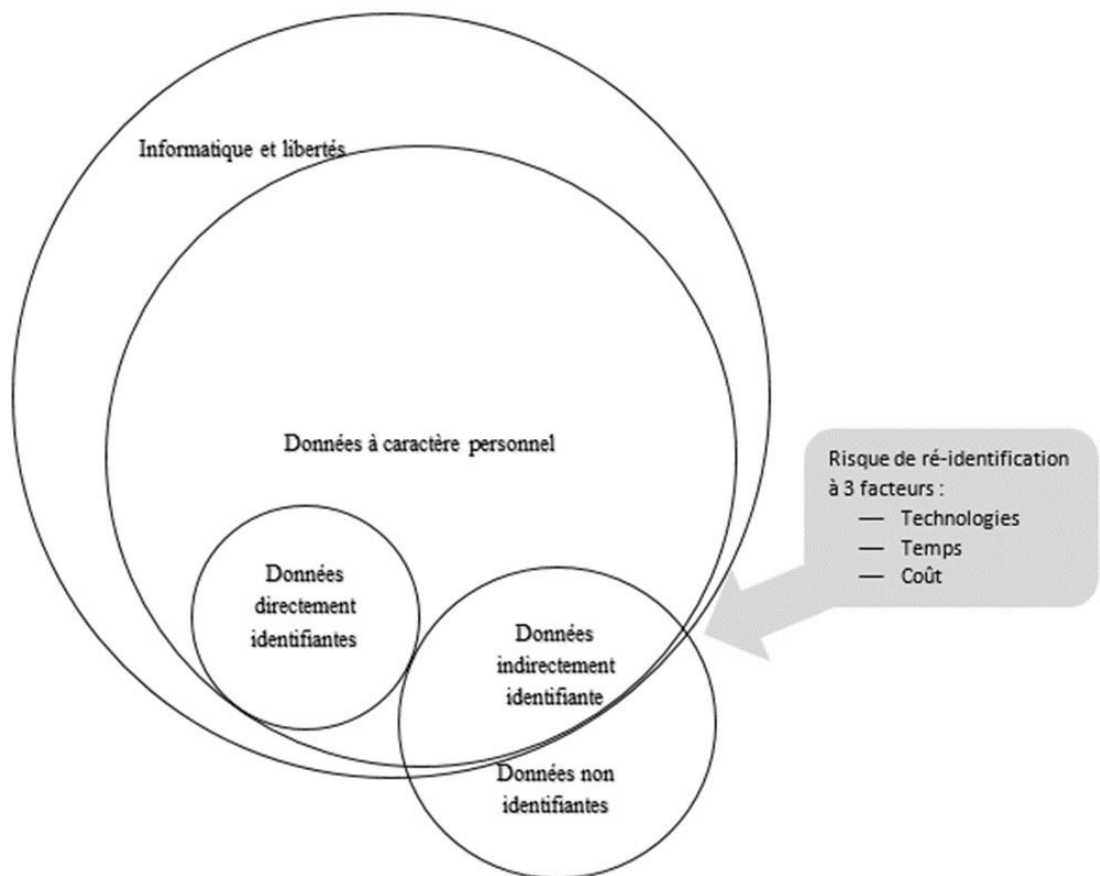 Informatique et libertés
Données à caractère personnel
Données
directement
identifiantes
Données
indirectement
identifiante
Données non
identifiantes
Risque de ré-identification
à 3 facteurs :
— Technologies
— Temps
— Coût